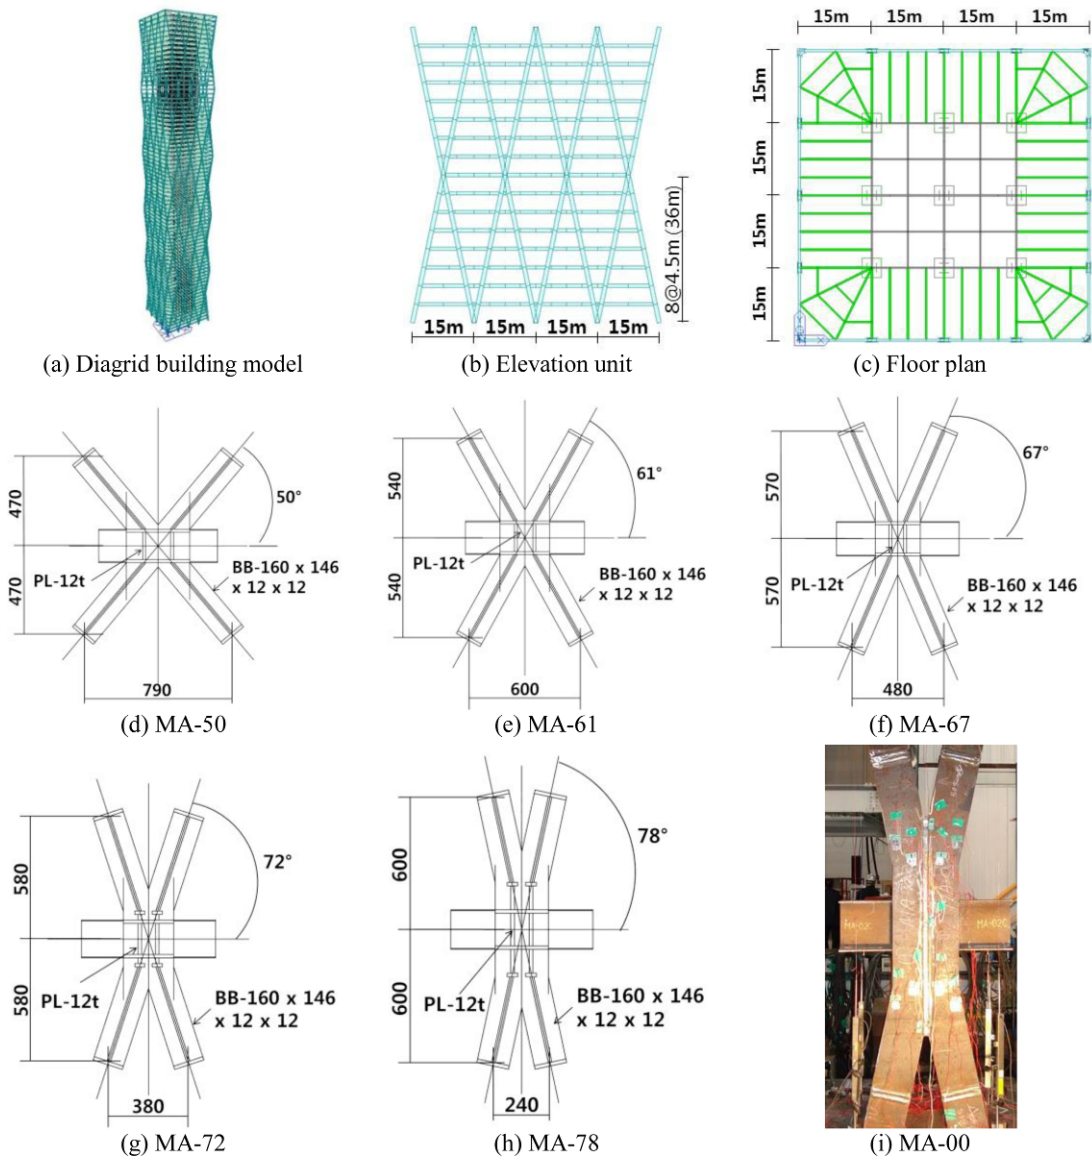 15m 15m 15m 15m
15m
15m
15m
15m
8@4.5m (36m)
15m 15m 15m 15m
(a) Diagrid building model
(b) Elevation unit
(c) Floor plan
470
470
50°
PL-12t
BB-160 x 146
x 12 x 12
790
(d) MA-50
540
540
61°
PL-12t
BB-160 x 146
x 12 x 12
600
(e) MA-61
570
570
67°
PL-12t
BB-160 x 146
x 12 x 12
480
(f) MA-67
580
580
72°
PL-12t
BB-160 x 146
x 12 x 12
380
(g) MA-72
600
600
78°
PL-12t
BB-160 x 146
x 12 x 12
240
(h) MA-78
MA-02C
MA-02C
(i) MA-00